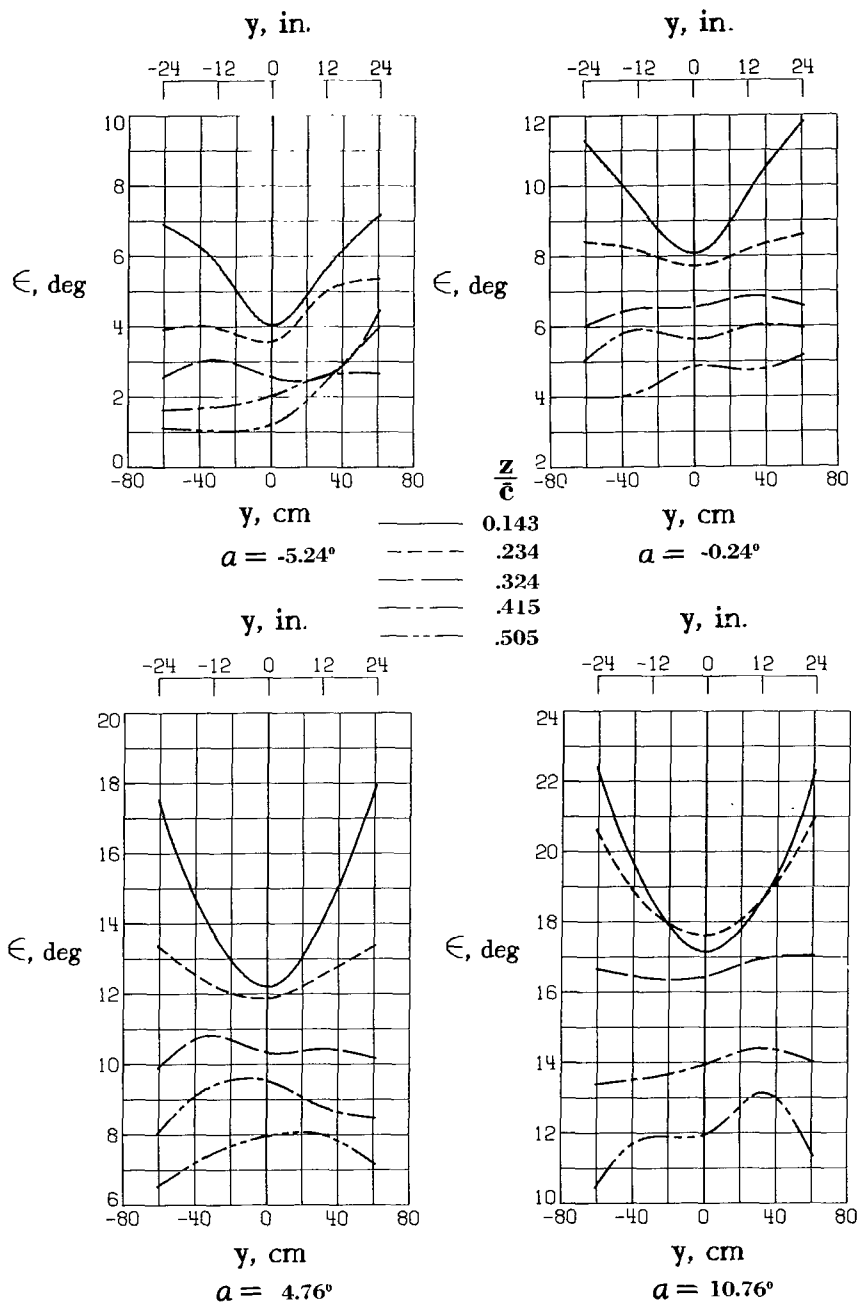 y, in.
-24 -12 0 12 24
10
8
6
4
2
0
ϵ, deg
-80 -40 0 40 80
y, cm
a = -5.24°
y, in.
-24 -12 0 12 24
12
10
8
6
4
2
-80 -40 0 40 80
y, cm
a = -0.24°
z
c̄
0.143
.234
.324
.415
.505
y, in.
-24 -12 0 12 24
20
18
16
14
12
10
8
6
ϵ, deg
-80 -40 0 40 80
y, cm
a = 4.76°
y, in.
-24 -12 0 12 24
24
22
20
18
16
14
12
10
ϵ, deg
-80 -40 0 40 80
y, cm
a = 10.76°